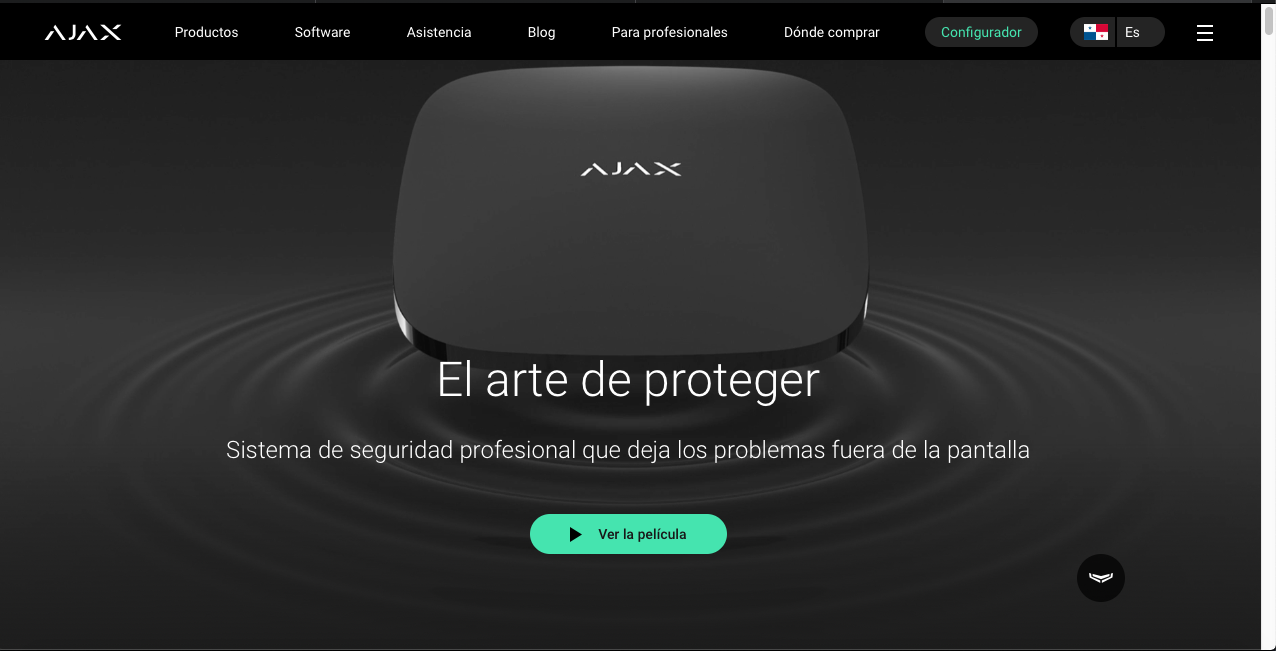 AJAX
Productos
Software
Asistencia
Blog
Para profesionales
Dónde comprar
Configurador
Es
AJAX
El arte de proteger
Sistema de seguridad profesional que deja los problemas fuera de la pantalla
Ver la película